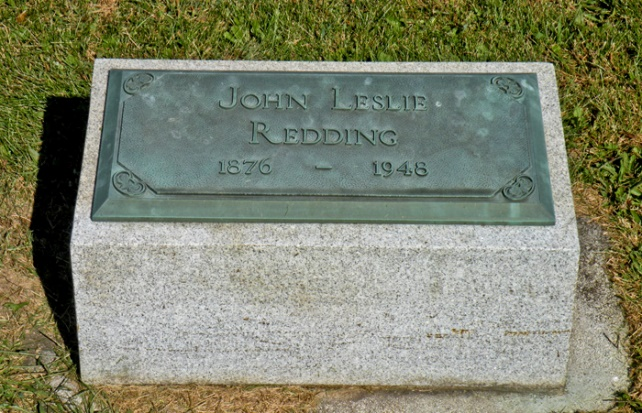 John Leslie
Redding
1876 – 1948